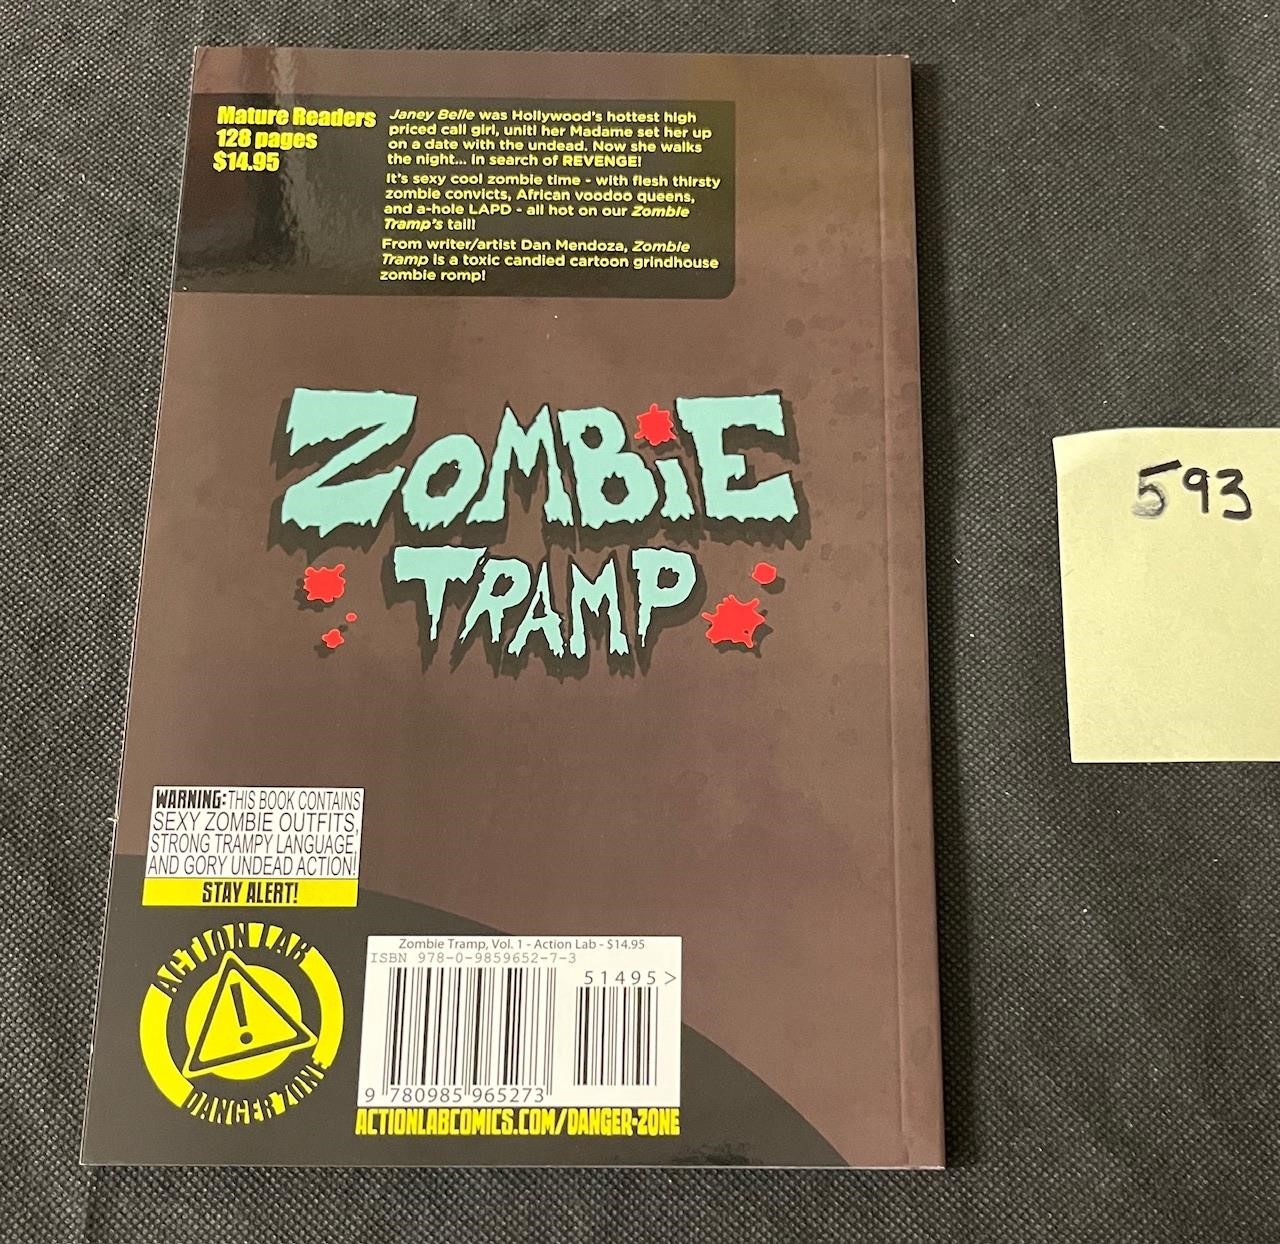 Mature Readers
128 pages
$14.95
Janey Belle was Hollywood's hottest high
priced call girl, unitl her Madame set her up
on a date with the undead. Now she walks
the night... in search of REVENGE!
It's sexy cool zombie time - with flesh thirsty
zombie convicts, African voodoo queens,
and a-hole LAPD - all hot on our Zombie
Tramp's tail!
From writer/artist Dan Mendoza, Zombie
Tramp is a toxic candied cartoon grindhouse
zombie romp!
ZOMBiE
TRAMP
593
WARNING: THIS BOOK CONTAINS
SEXY ZOMBIE OUTFITS,
STRONG TRAMPY LANGUAGE,
AND GORY UNDEAD ACTION!
STAY ALERT!
ACTION LAB
!
DANGER ZONE
Zombie Tramp, Vol. 1 - Action Lab - $14.95
ISBN 978-0-9859652-7-3
51495>
9 780985 965273
ACTIONLABCOMICS.COM/DANGER-ZONE